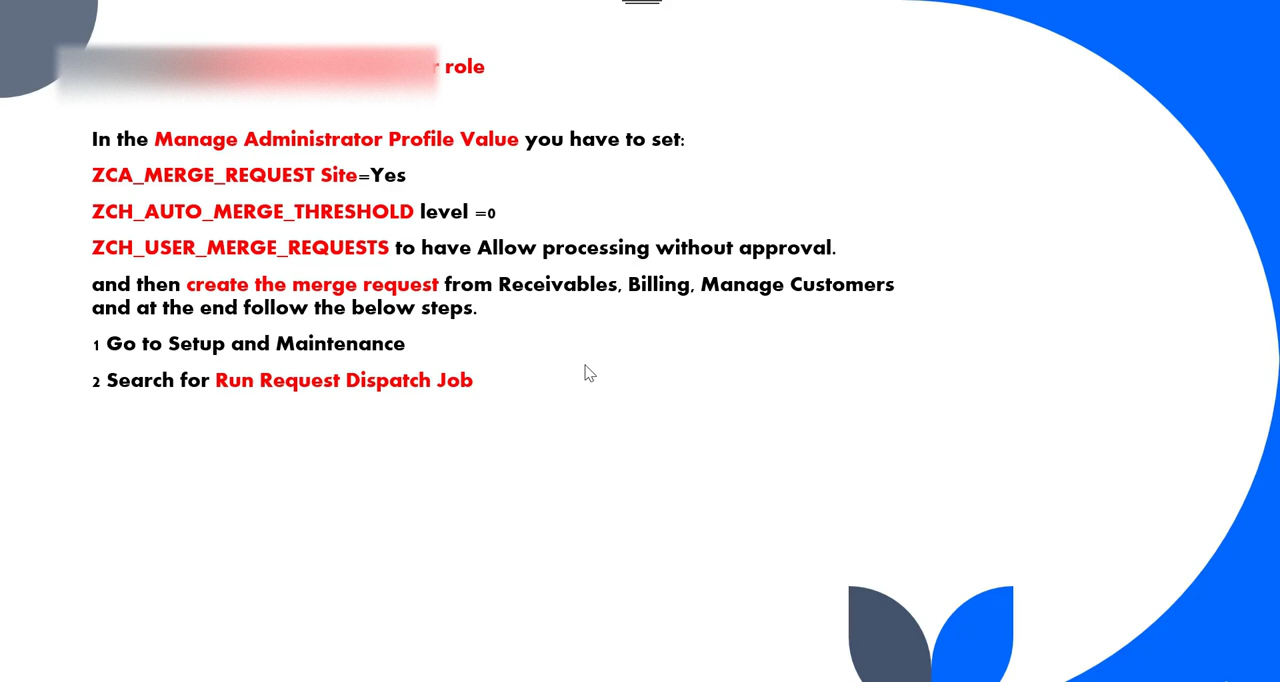 role
In the Manage Administrator Profile Value you have to set:
ZCA_MERGE_REQUEST Site=Yes
ZCH_AUTO_MERGE_THRESHOLD level =0
ZCH_USER_MERGE_REQUESTS to have Allow processing without approval.
and then create the merge request from Receivables, Billing, Manage Customers
and at the end follow the below steps.
1 Go to Setup and Maintenance
2 Search for Run Request Dispatch Job